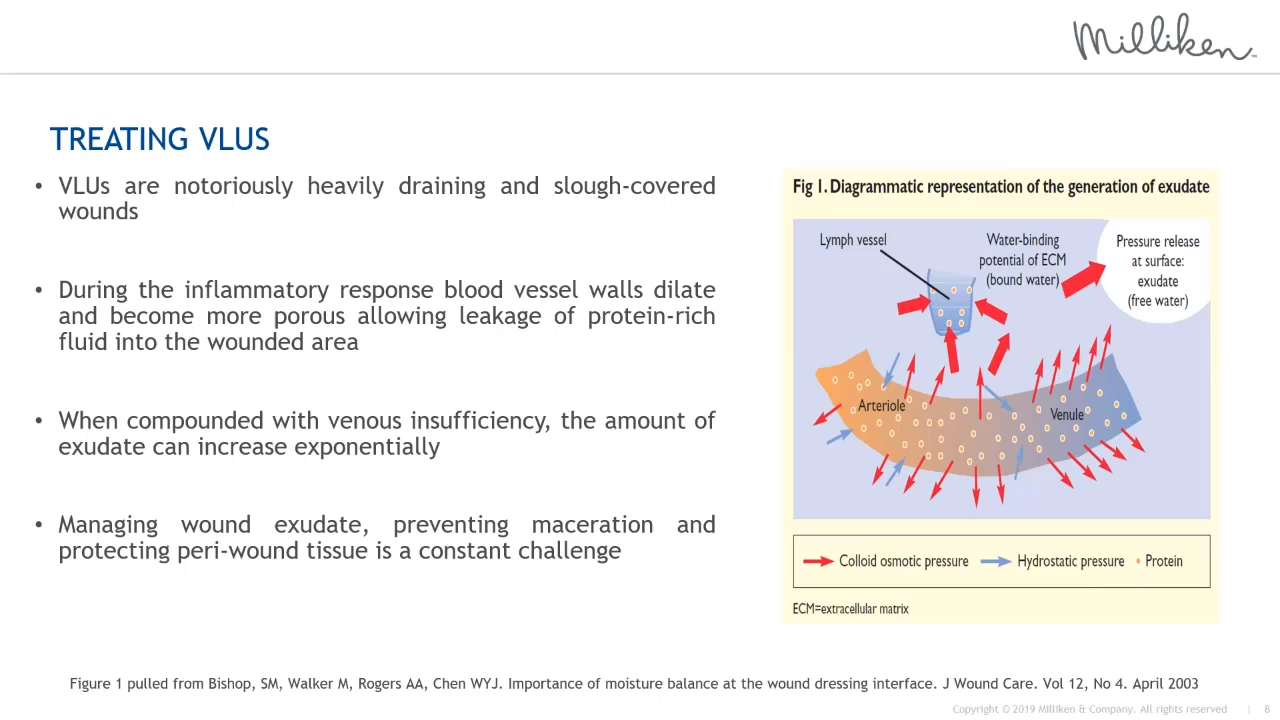 Milliken™
TREATING VLUS
• VLUs are notoriously heavily draining and slough-covered
wounds
• During the inflammatory response blood vessel walls dilate
and become more porous allowing leakage of protein-rich
fluid into the wounded area
• When compounded with venous insufficiency, the amount of
exudate can increase exponentially
• Managing wound exudate, preventing maceration and
protecting peri-wound tissue is a constant challenge
Fig 1. Diagrammatic representation of the generation of exudate
Lymph vessel
Water-binding
potential of ECM
(bound water)
Pressure release
at surface:
exudate
(free water)
Arteriole
Venule
Colloid osmotic pressure
Hydrostatic pressure
Protein
ECM=extracellular matrix
Figure 1 pulled from Bishop, SM, Walker M, Rogers AA, Chen WYJ. Importance of moisture balance at the wound dressing interface. J Wound Care. Vol 12, No 4. April 2003
Copyright © 2019 Milliken & Company. All rights reserved | 8